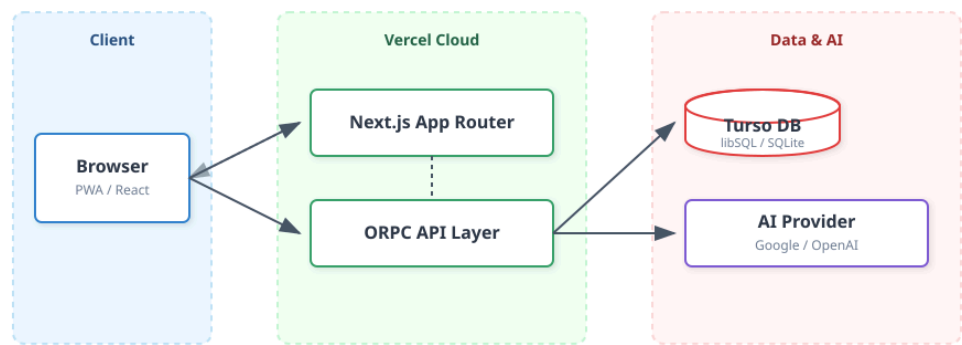 Client
Browser
PWA / React
Vercel Cloud
Next.js App Router
ORPC API Layer
Data & AI
Turso DB
libSQL / SQLite
AI Provider
Google / OpenAI